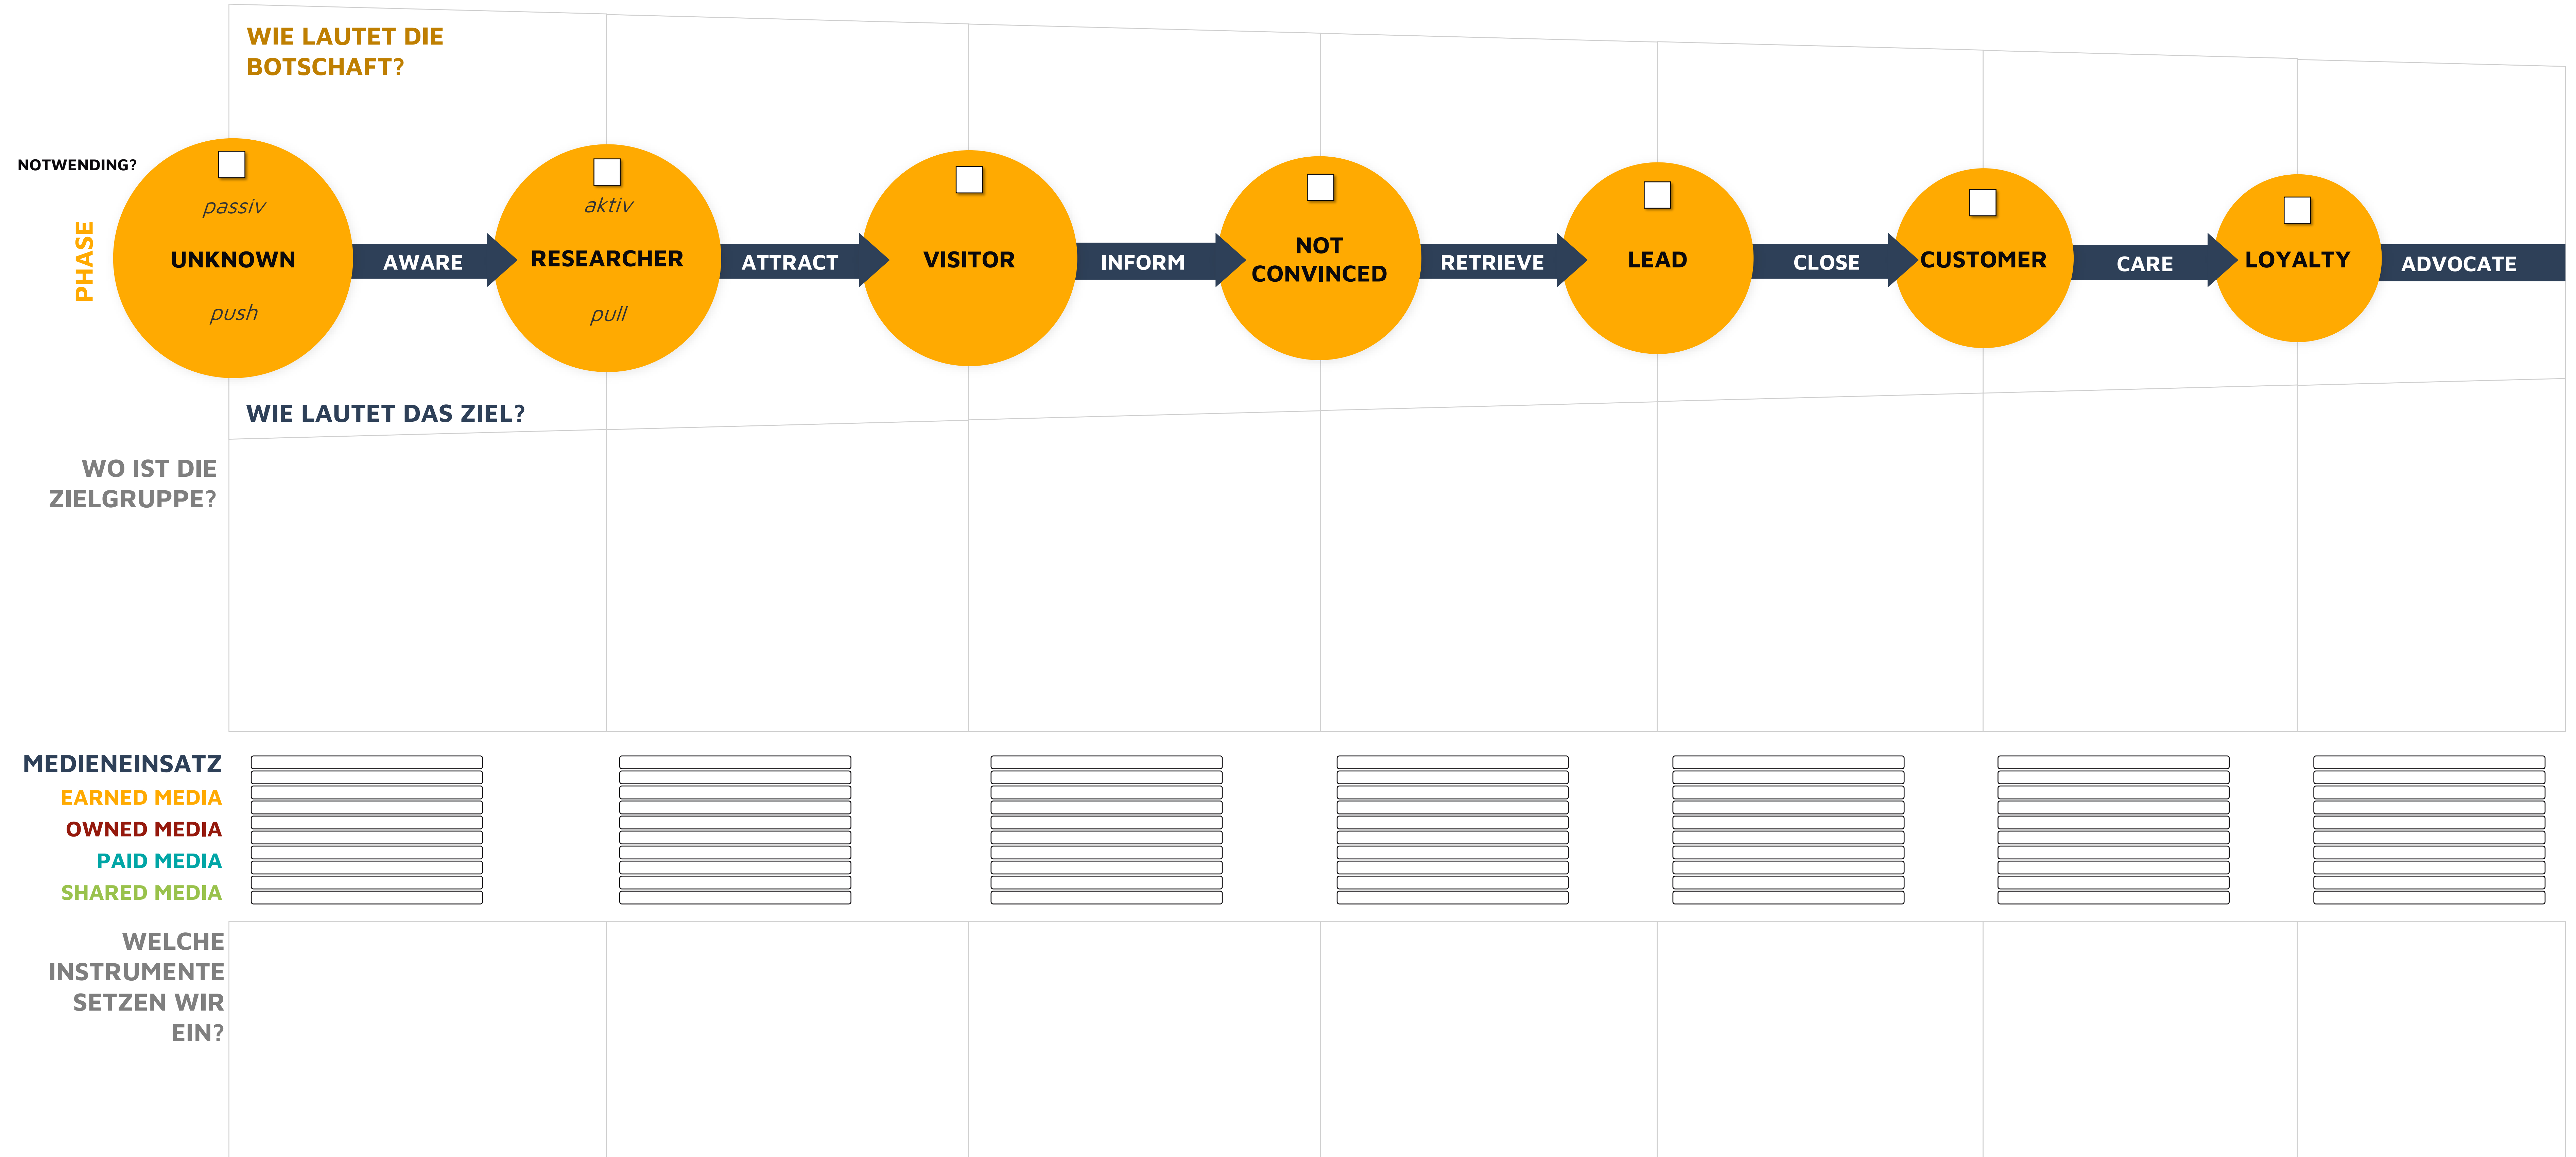 WIE LAUTET DIE
BOTSCHAFT?
NOTWENDING?
PHASE
passiv
UNKNOWN
push
AWARE
aktiv
RESEARCHER
pull
ATTRACT
VISITOR
INFORM
NOT
CONVINCED
RETRIEVE
LEAD
CLOSE
CUSTOMER
CARE
LOYALTY
ADVOCATE
WIE LAUTET DAS ZIEL?
WO IST DIE
ZIELGRUPPE?
MEDIENEINSATZ
EARNED MEDIA
OWNED MEDIA
PAID MEDIA
SHARED MEDIA
WELCHE
INSTRUMENTE
SETZEN WIR
EIN?